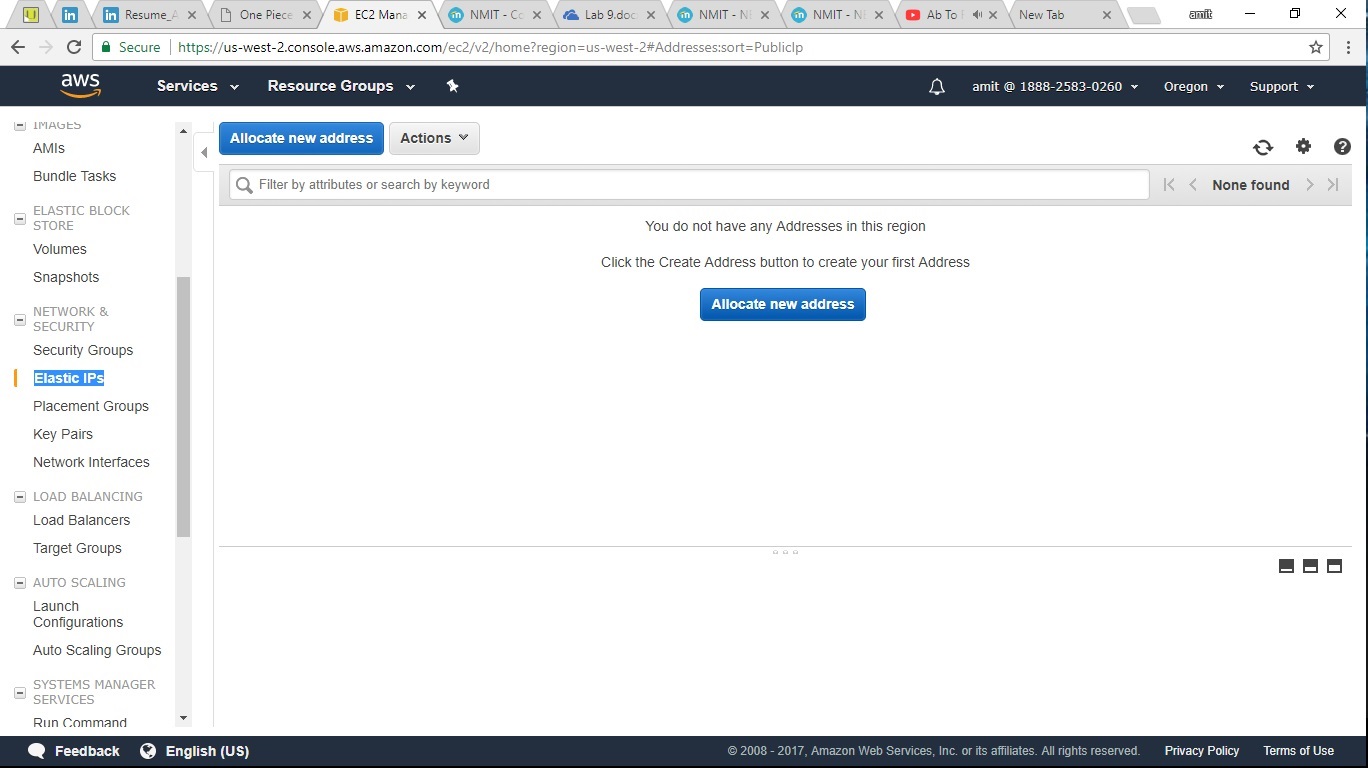 Resume_A
One Piece
EC2 Mana
NMIT - Co
Lab 9.doc
NMIT - NE
NMIT - NE
Ab To
New Tab
amit
Secure
https://us-west-2.console.aws.amazon.com/ec2/v2/home?region=us-west-2#Addresses:sort=PublicIp
aws
Services
Resource Groups
amit @ 1888-2583-0260
Oregon
Support
IMAGES
AMIs
Bundle Tasks
ELASTIC BLOCK
STORE
Volumes
Snapshots
NETWORK &
SECURITY
Security Groups
Elastic IPs
Placement Groups
Key Pairs
Network Interfaces
LOAD BALANCING
Load Balancers
Target Groups
AUTO SCALING
Launch
Configurations
Auto Scaling Groups
SYSTEMS MANAGER
SERVICES
Run Command
Allocate new address
Actions
Filter by attributes or search by keyword
None found
You do not have any Addresses in this region
Click the Create Address button to create your first Address
Allocate new address
Feedback
English (US)
© 2008 - 2017, Amazon Web Services, Inc. or its affiliates. All rights reserved.
Privacy Policy
Terms of Use